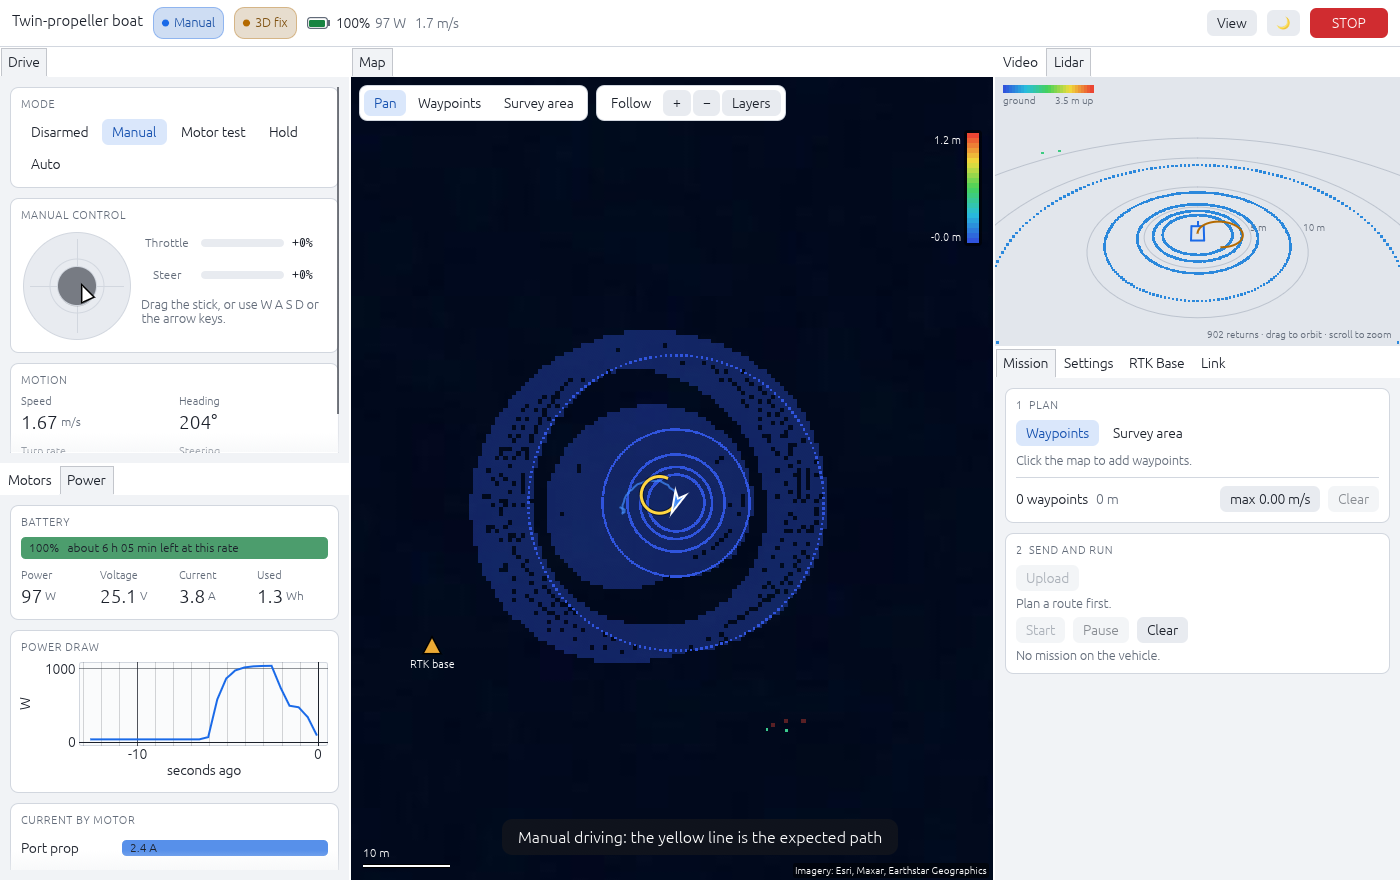 Twin-propeller boat
Manual
3D fix
100% 97 W 1.7 m/s
View
STOP
Drive
MODE
Disarmed Manual Motor test Hold
Auto
MANUAL CONTROL
Throttle +0%
Steer +0%
Drag the stick, or use W A S D or
the arrow keys.
MOTION
Speed Heading
1.67 m/s 204°
Turn rate Steering
Motors Power
BATTERY
100% about 6 h 05 min left at this rate
Power Voltage Current Used
97 W 25.1 V 3.8 A 1.3 Wh
POWER DRAW
1000
W
0
-10 0
seconds ago
CURRENT BY MOTOR
Port prop 2.4 A
Map
Pan Waypoints Survey area
Follow + − Layers
1.2 m
-0.0 m
RTK base
Manual driving: the yellow line is the expected path
10 m
Imagery: Esri, Maxar, Earthstar Geographics
Video Lidar
ground 3.5 m up
5 m
10 m
902 returns · drag to orbit · scroll to zoom
Mission Settings RTK Base Link
1 PLAN
Waypoints Survey area
Click the map to add waypoints.
0 waypoints 0 m max 0.00 m/s Clear
2 SEND AND RUN
Upload
Plan a route first.
Start Pause Clear
No mission on the vehicle.